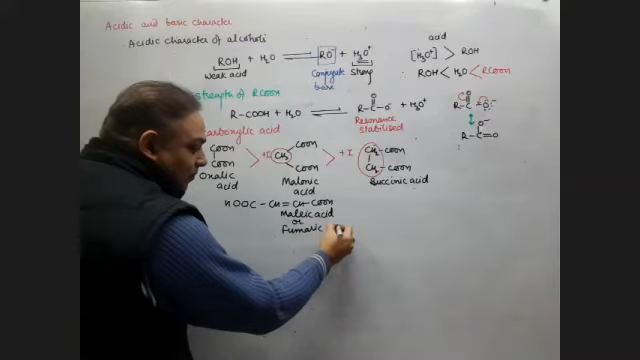 Acidic and basic character
. Acidic character of alcohols
ROH + H₂O ⇌ RO⁻ + H₃O⁺
weak acid Conjugate base strong
acid
[H₃O⁺] > ROH
ROH < H₂O < RCOOH
strength of RCOOH
R-COOH + H₂O ⇌ R-C-O⁻ + H₃O⁺
O
Resonance stabilised
R-C-O:⁻
O
R-C=O
O⁻
carboxylic acid
COOH
COOH
Oxalic acid
> +I
COOH
CH₂
COOH
Malonic acid
> +I
CH₂-COOH
CH₂-COOH
Succinic acid
HOOC-CH=CH-COOH
Maleic acid
or
Fumaric